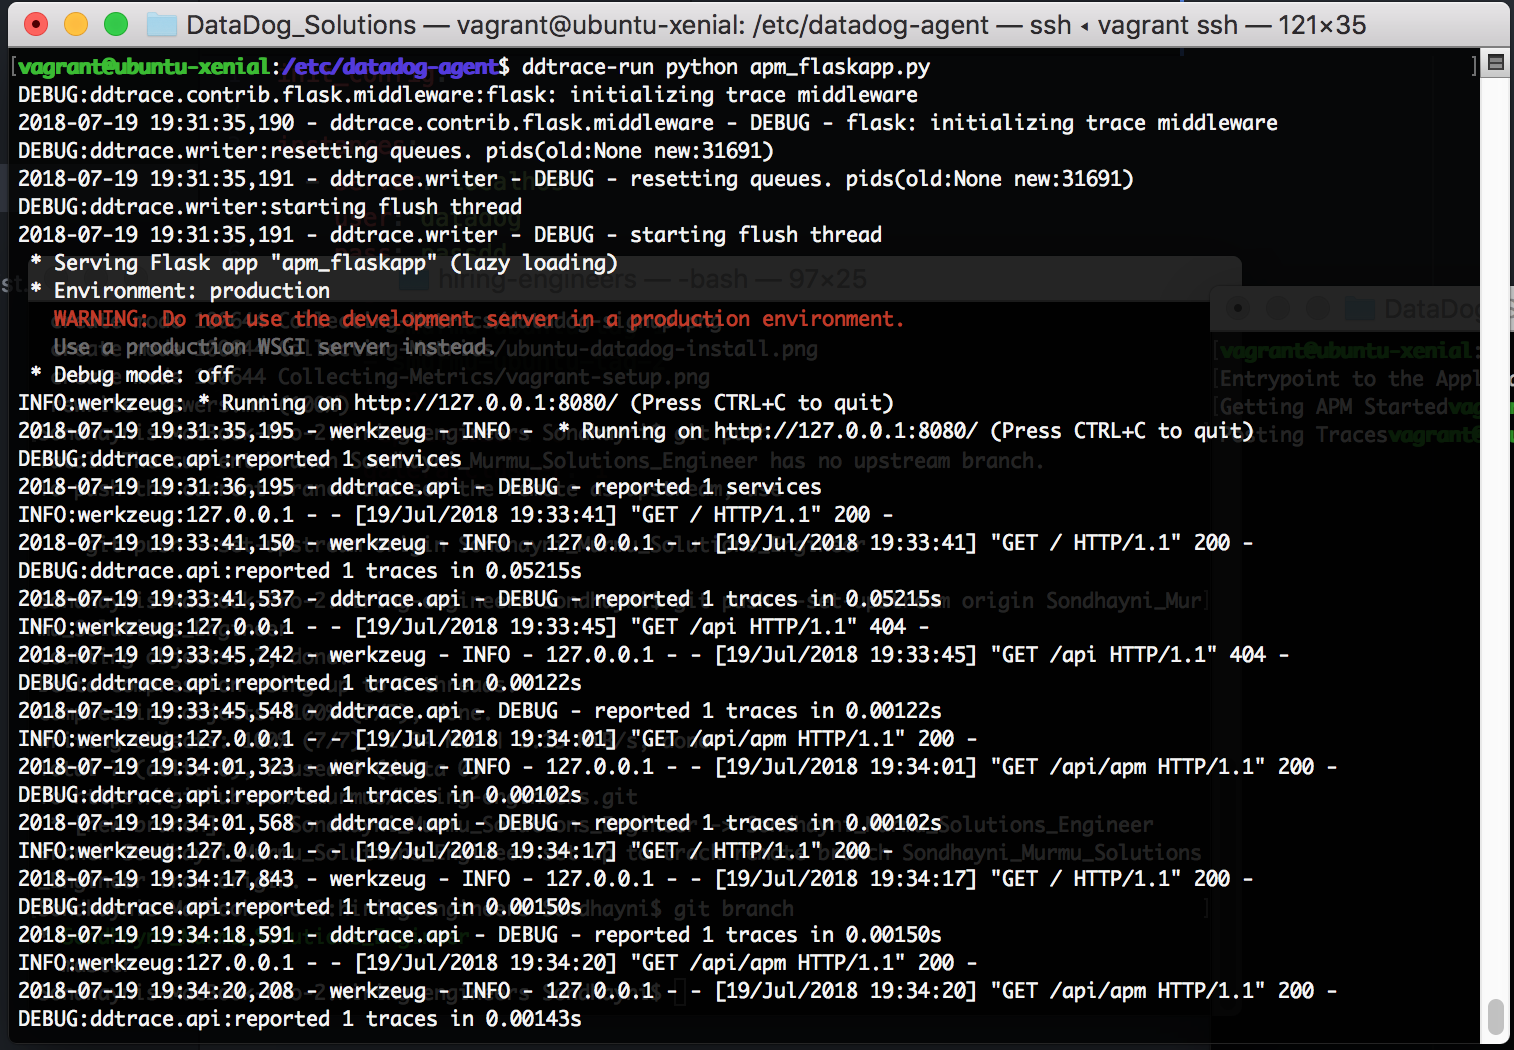 DataDog_Solutions — vagrant@ubuntu-xenial: /etc/datadog-agent — ssh ◂ vagrant ssh — 121×35
[vagrant@ubuntu-xenial:/etc/datadog-agent$ ddtrace-run python apm_flaskapp.py ]
DEBUG:ddtrace.contrib.flask.middleware:flask: initializing trace middleware
2018-07-19 19:31:35,190 - ddtrace.contrib.flask.middleware - DEBUG - flask: initializing trace middleware
DEBUG:ddtrace.writer:resetting queues. pids(old:None new:31691)
2018-07-19 19:31:35,191 - ddtrace.writer - DEBUG - resetting queues. pids(old:None new:31691)
DEBUG:ddtrace.writer:starting flush thread
2018-07-19 19:31:35,191 - ddtrace.writer - DEBUG - starting flush thread
* Serving Flask app "apm_flaskapp" (lazy loading)
hiring-engineers — -bash — 97×25
* Environment: production
WARNING: Do not use the development server in a production environment.
Use a production WSGI server instead.
* Debug mode: off
INFO:werkzeug: * Running on http://127.0.0.1:8080/ (Press CTRL+C to quit)
2018-07-19 19:31:35,195 - werkzeug - INFO -  * Running on http://127.0.0.1:8080/ (Press CTRL+C to quit)
DEBUG:ddtrace.api:reported 1 services
2018-07-19 19:31:36,195 - ddtrace.api - DEBUG - reported 1 services
INFO:werkzeug:127.0.0.1 - - [19/Jul/2018 19:33:41] "GET / HTTP/1.1" 200 -
2018-07-19 19:33:41,150 - werkzeug - INFO - 127.0.0.1 - - [19/Jul/2018 19:33:41] "GET / HTTP/1.1" 200 -
DEBUG:ddtrace.api:reported 1 traces in 0.05215s
2018-07-19 19:33:41,537 - ddtrace.api - DEBUG - reported 1 traces in 0.05215s
INFO:werkzeug:127.0.0.1 - - [19/Jul/2018 19:33:45] "GET /api HTTP/1.1" 404 -
2018-07-19 19:33:45,242 - werkzeug - INFO - 127.0.0.1 - - [19/Jul/2018 19:33:45] "GET /api HTTP/1.1" 404 -
DEBUG:ddtrace.api:reported 1 traces in 0.00122s
2018-07-19 19:33:45,548 - ddtrace.api - DEBUG - reported 1 traces in 0.00122s
INFO:werkzeug:127.0.0.1 - - [19/Jul/2018 19:34:01] "GET /api/apm HTTP/1.1" 200 -
2018-07-19 19:34:01,323 - werkzeug - INFO - 127.0.0.1 - - [19/Jul/2018 19:34:01] "GET /api/apm HTTP/1.1" 200 -
DEBUG:ddtrace.api:reported 1 traces in 0.00102s
2018-07-19 19:34:01,568 - ddtrace.api - DEBUG - reported 1 traces in 0.00102s
INFO:werkzeug:127.0.0.1 - - [19/Jul/2018 19:34:17] "GET / HTTP/1.1" 200 -
2018-07-19 19:34:17,843 - werkzeug - INFO - 127.0.0.1 - - [19/Jul/2018 19:34:17] "GET / HTTP/1.1" 200 -
DEBUG:ddtrace.api:reported 1 traces in 0.00150s
2018-07-19 19:34:18,591 - ddtrace.api - DEBUG - reported 1 traces in 0.00150s
INFO:werkzeug:127.0.0.1 - - [19/Jul/2018 19:34:20] "GET /api/apm HTTP/1.1" 200 -
2018-07-19 19:34:20,208 - werkzeug - INFO - 127.0.0.1 - - [19/Jul/2018 19:34:20] "GET /api/apm HTTP/1.1" 200 -
DEBUG:ddtrace.api:reported 1 traces in 0.00143s